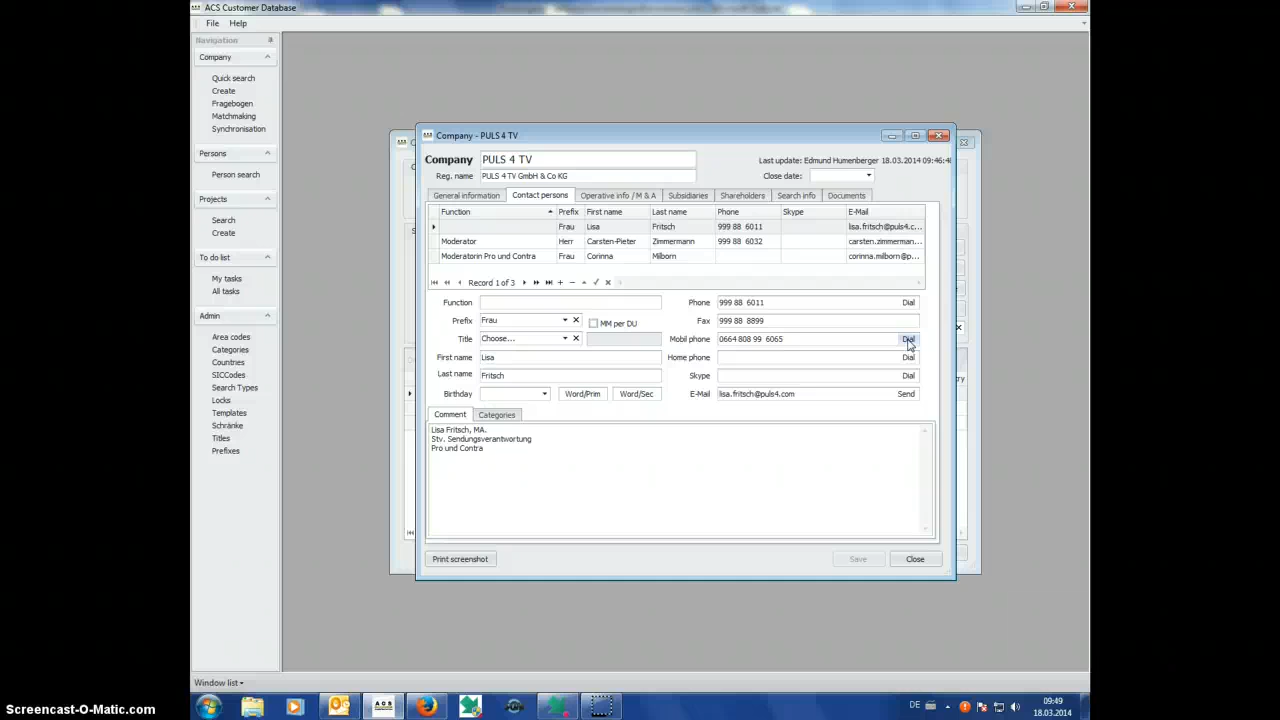 ACS Customer Database
File Help
Navigation
Company
Quick search
Create
Fragebogen
Matchmaking
Synchronisation
Persons
Person search
Projects
Search
Create
To do list
My tasks
All tasks
Admin
Area codes
Categories
Countries
SICCodes
Search Types
Locks
Templates
Schränke
Titles
Prefixes
Window list
Company - PULS 4 TV
Company PULS 4 TV
Last update: Edmund Humenberger 18.03.2014 09:46:4
Reg. name PULS 4 TV GmbH & Co KG Close date:
General information Contact persons Operative info / M & A Subsidiaries Shareholders Search info Documents
Function Prefix First name Last name Phone Skype E-Mail
Frau Lisa Fritsch 999 88 6011 lisa.fritsch@puls4.c...
Moderator Herr Carsten-Pieter Zimmermann 999 88 6032 carsten.zimmerman...
Moderatorin Pro und Contra Frau Corinna Milborn corinna.milborn@p...
Record 1 of 3
Function Phone 999 88 6011 Dial
Prefix Frau MM per DU Fax 999 88 8899
Title Choose... Mobil phone 0664 808 99 6065 Dial
First name Lisa Home phone Dial
Last name Fritsch Skype Dial
Birthday Word/Prim Word/Sec E-Mail lisa.fritsch@puls4.com Send
Comment Categories
Lisa Fritsch, MA.
Stv. Sendungsverantwortung
Pro und Contra
Print screenshot Save Close
Screencast-O-Matic.com
ACS
DE
09:49
18.03.2014